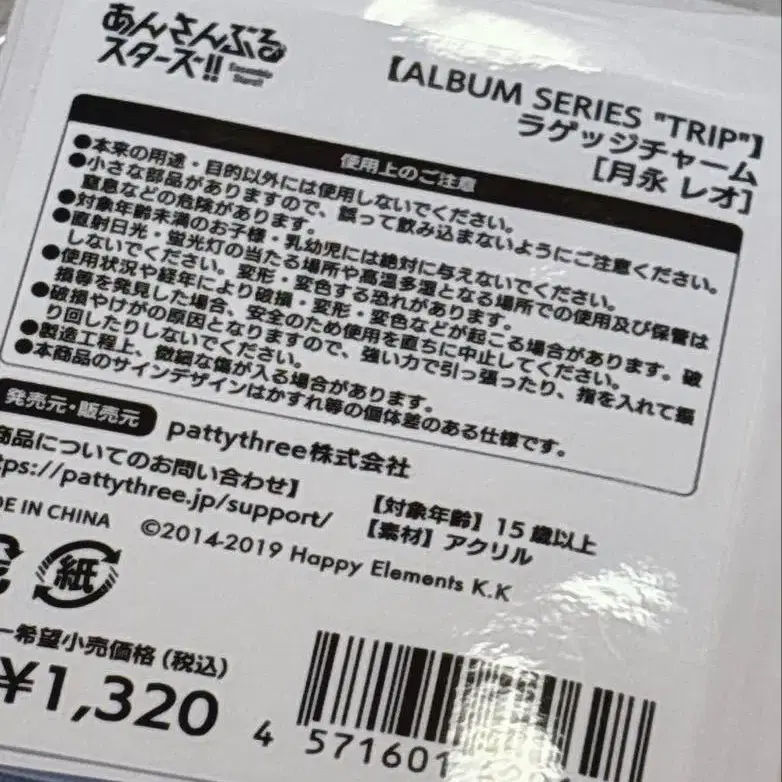 あんさんぶる
スターズ!!
Ensemble
Stars!!
【ALBUM SERIES "TRIP"】
ラゲッジチャーム
［月永 レオ］
使用上のご注意
●本来の用途・目的以外には使用しないでください。
●小さな部品がありますので、誤って飲み込まないようにご注意ください。
窒息などの危険があります。
●対象年齢未満のお子様・乳幼児には絶対に与えないでください。
●直射日光・蛍光灯の当たる場所や高温多湿となる場所での使用及び保管は
しないでください。変形・変色する恐れがあります。
●使用状況や経年により破損・変形・変色などが起こる場合があります。破
損等を発見した場合、安全のため使用を直ちに中止してください。
●破損やけがの原因となりますので、強い力で引っ張ったり、指を入れて振
り回したりしないでください。
●製造工程上、微細な傷が入る場合があります。
●本商品のサインデザインはかすれ等の個体差のある仕様です。
発売元・販売元
pattythree株式会社
商品についてのお問い合わせ】
tps://pattythree.jp/support/
【対象年齢】15歳以上
【素材】アクリル
DE IN CHINA
©2014-2019 Happy Elements K.K
紙
ー希望小売価格（税込）
¥1,320
4 571601